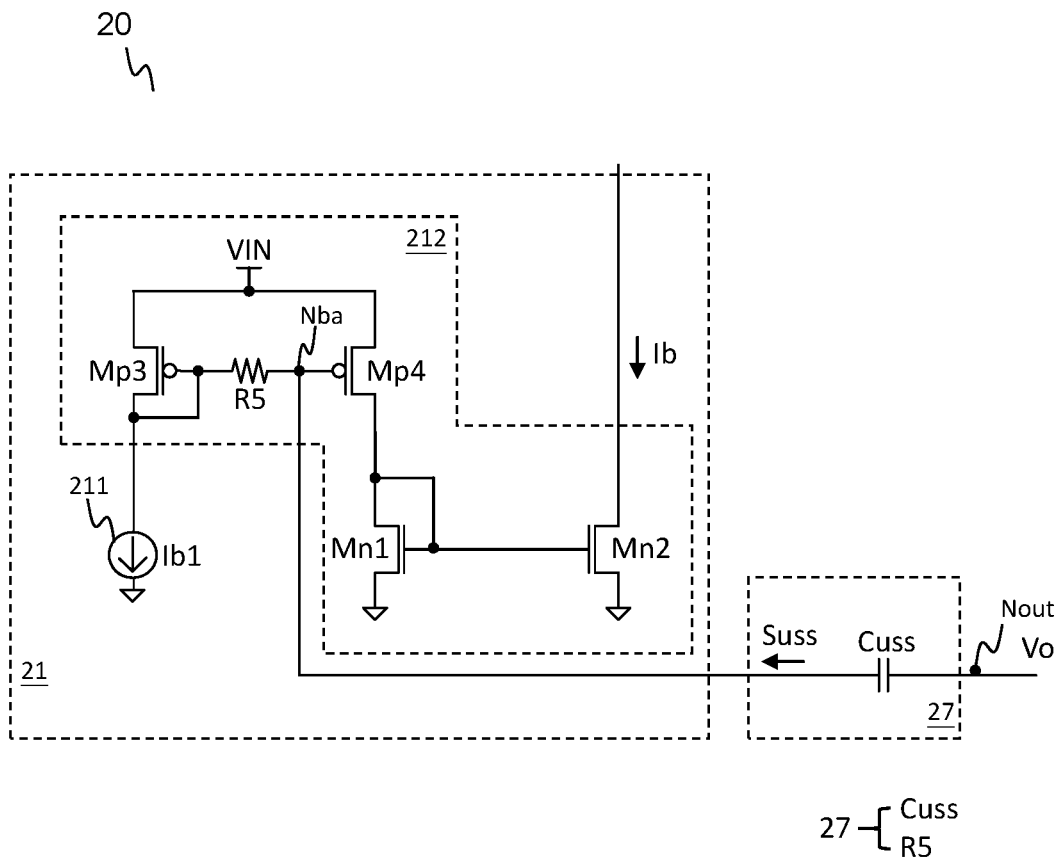 20
212
VIN
Nba
Mp3
R5
Mp4
Ib
211
Ib1
Mn1
Mn2
Nout
Suss
Cuss
Vo
21
27
27
Cuss
R5